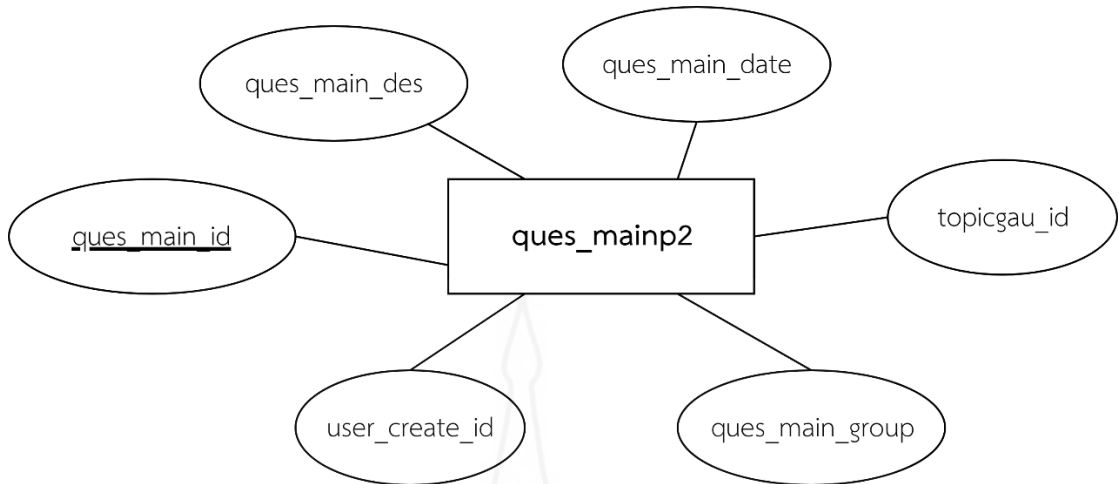 ques_main_date
ques_main_des
topicgau_id
ques_main_id
ques_mainp2
user_create_id
ques_main_group